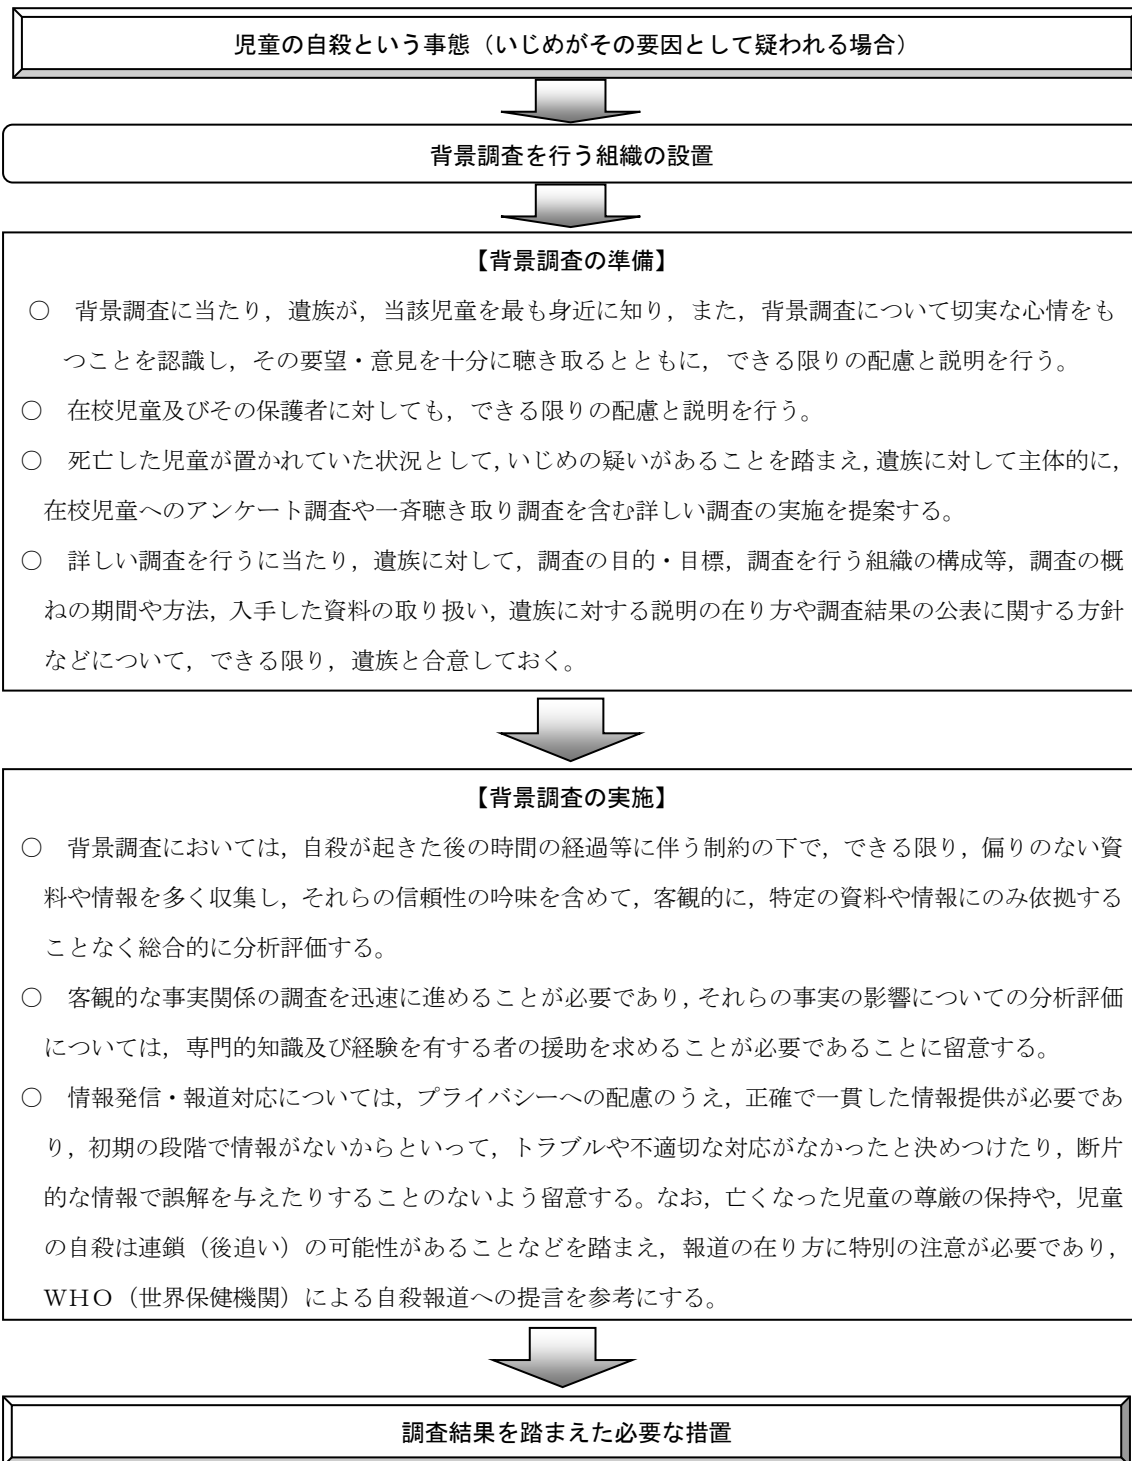 児童の自殺という事態（いじめがその要因として疑われる場合）
背景調査を行う組織の設置
【背景調査の準備】
○　背景調査に当たり，遺族が，当該児童を最も身近に知り，また，背景調査について切実な心情をも
つことを認識し，その要望・意見を十分に聴き取るとともに，できる限りの配慮と説明を行う。
○　在校児童及びその保護者に対しても，できる限りの配慮と説明を行う。
○　死亡した児童が置かれていた状況として，いじめの疑いがあることを踏まえ，遺族に対して主体的に，
在校児童へのアンケート調査や一斉聴き取り調査を含む詳しい調査の実施を提案する。
○　詳しい調査を行うに当たり，遺族に対して，調査の目的・目標，調査を行う組織の構成等，調査の概
ねの期間や方法，入手した資料の取り扱い，遺族に対する説明の在り方や調査結果の公表に関する方針
などについて，できる限り，遺族と合意しておく。
【背景調査の実施】
○　背景調査においては，自殺が起きた後の時間の経過等に伴う制約の下で，できる限り，偏りのない資
料や情報を多く収集し，それらの信頼性の吟味を含めて，客観的に，特定の資料や情報にのみ依拠する
ことなく総合的に分析評価する。
○　客観的な事実関係の調査を迅速に進めることが必要であり，それらの事実の影響についての分析評価
については，専門的知識及び経験を有する者の援助を求めることが必要であることに留意する。
○　情報発信・報道対応については，プライバシーへの配慮のうえ，正確で一貫した情報提供が必要であ
り，初期の段階で情報がないからといって，トラブルや不適切な対応がなかったと決めつけたり，断片
的な情報で誤解を与えたりすることのないよう留意する。なお，亡くなった児童の尊厳の保持や，児童
の自殺は連鎖（後追い）の可能性があることなどを踏まえ，報道の在り方に特別の注意が必要であり，
ＷＨＯ（世界保健機関）による自殺報道への提言を参考にする。
調査結果を踏まえた必要な措置